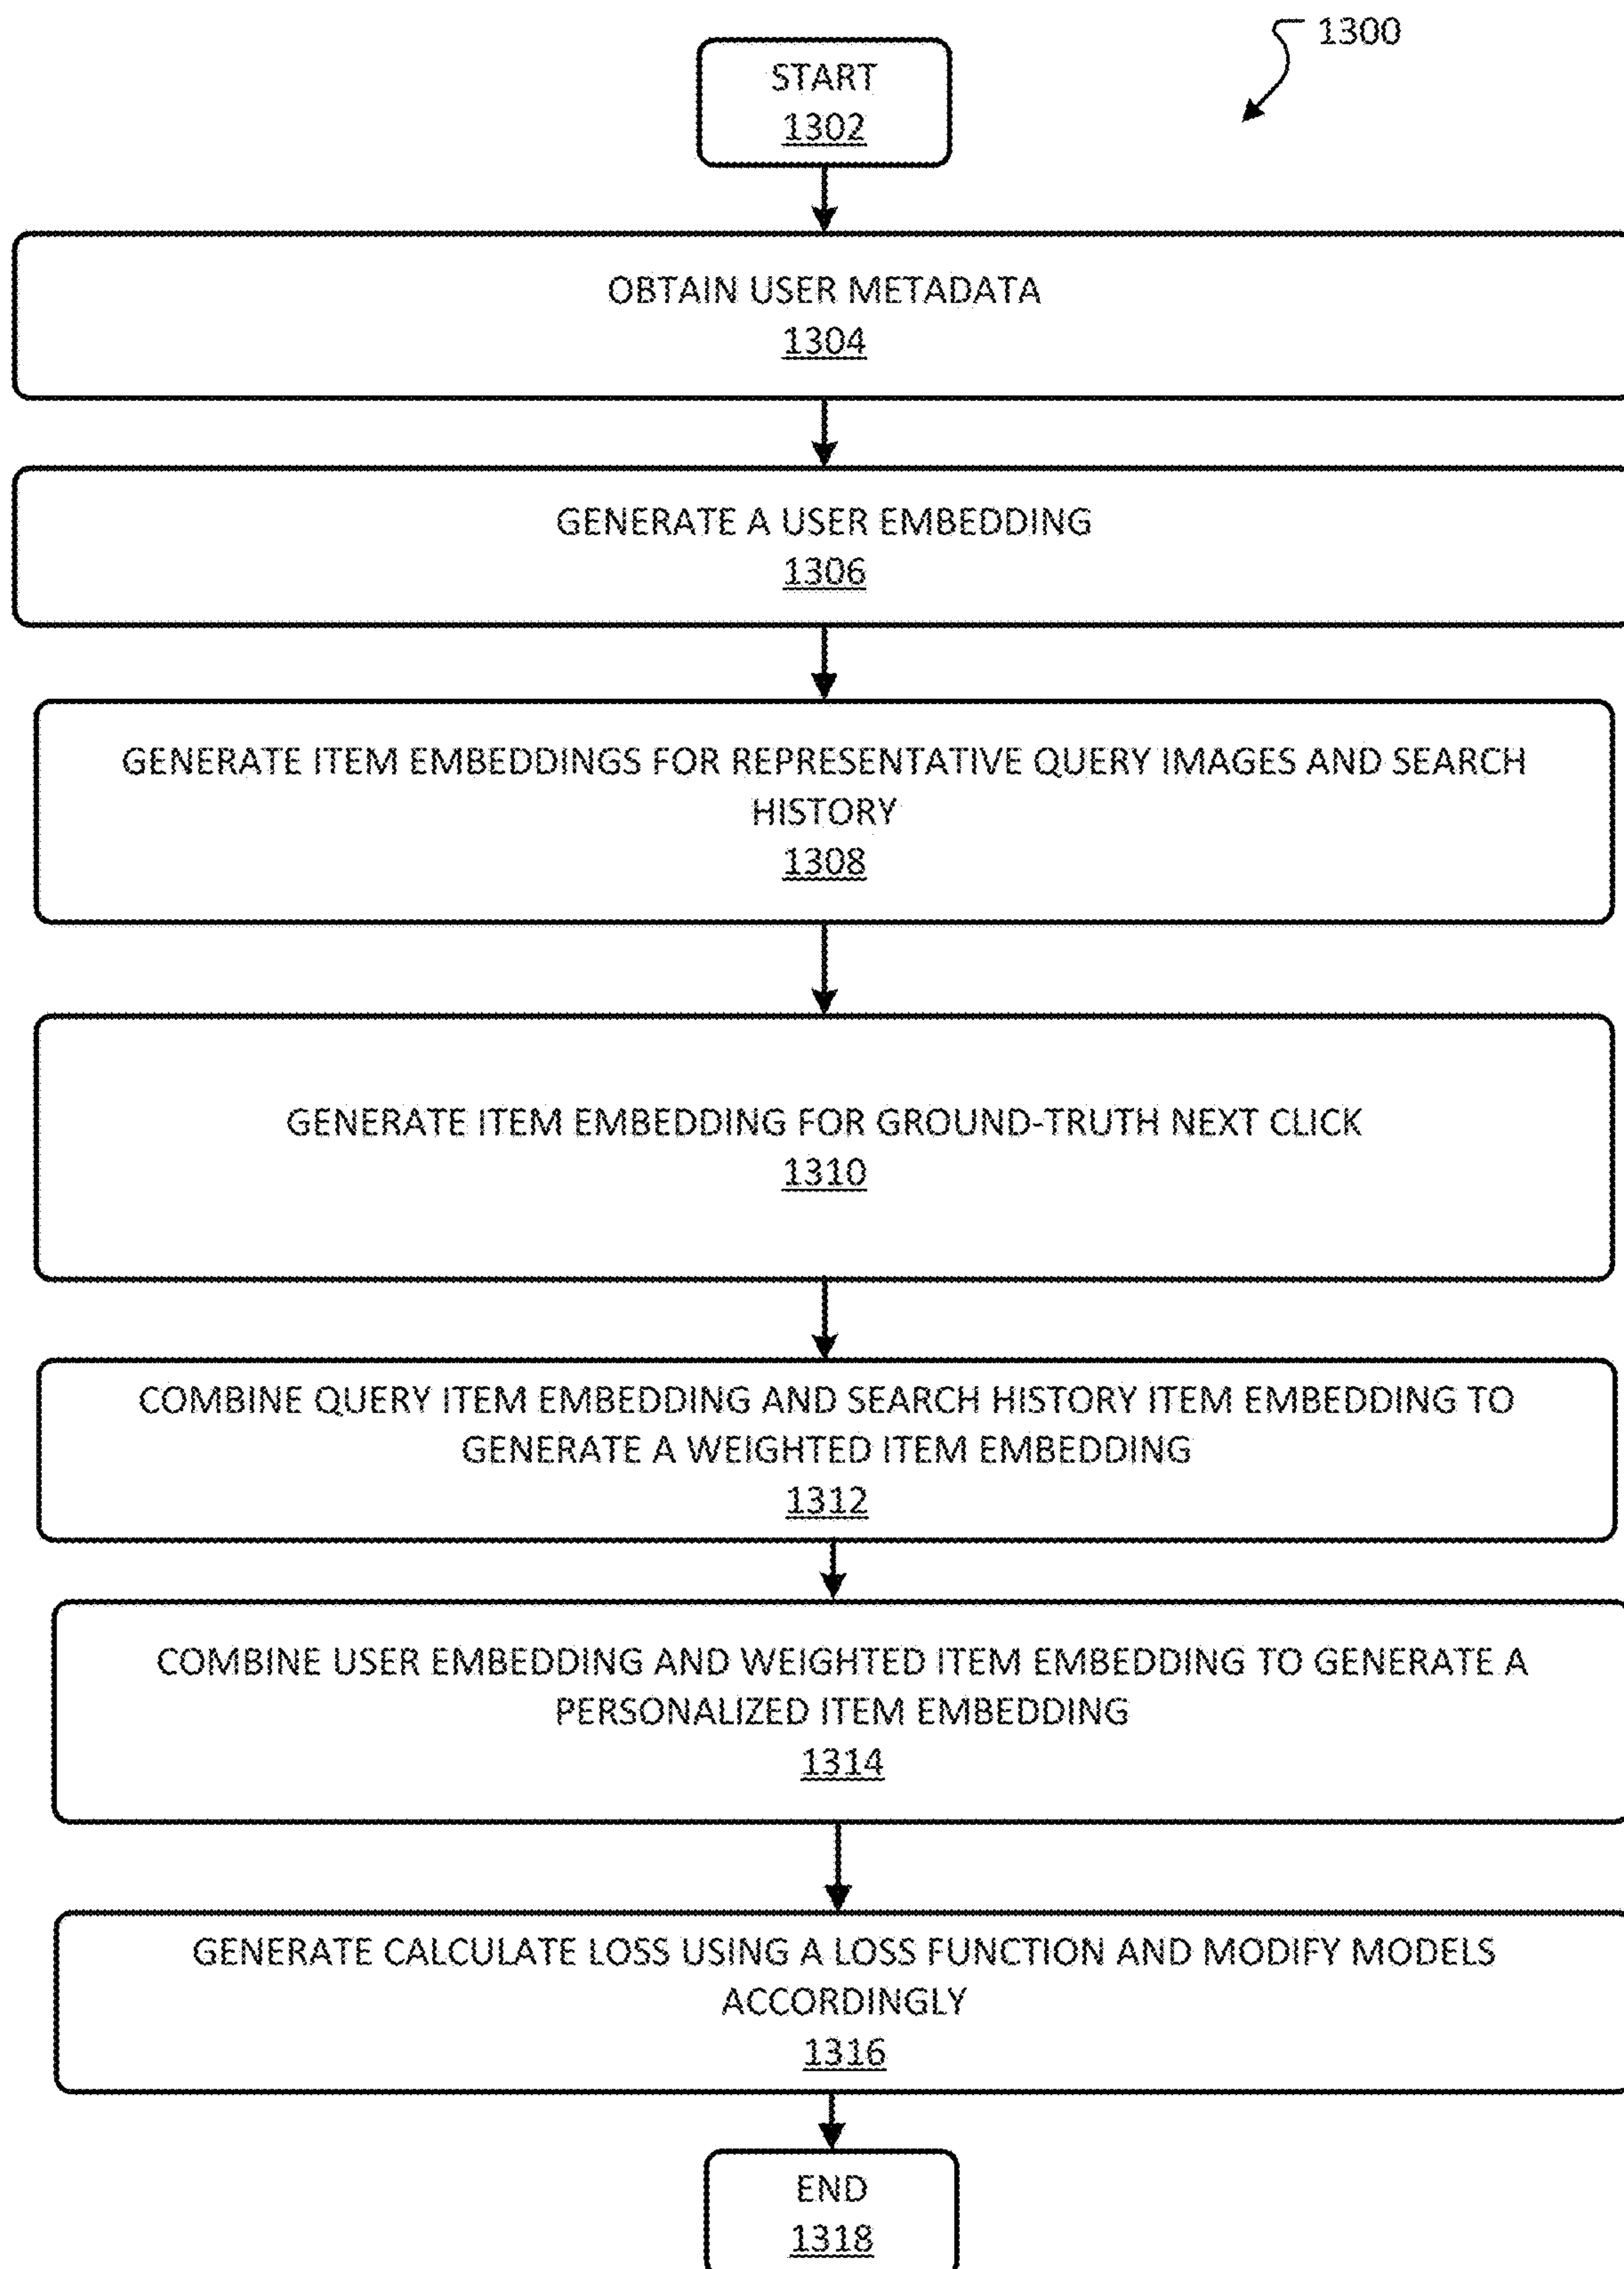 1300
START
1302
OBTAIN USER METADATA
1304
GENERATE A USER EMBEDDING
1306
GENERATE ITEM EMBEDDINGS FOR REPRESENTATIVE QUERY IMAGES AND SEARCH
HISTORY
1308
GENERATE ITEM EMBEDDING FOR GROUND-TRUTH NEXT CLICK
1310
COMBINE QUERY ITEM EMBEDDING AND SEARCH HISTORY ITEM EMBEDDING TO
GENERATE A WEIGHTED ITEM EMBEDDING
1312
COMBINE USER EMBEDDING AND WEIGHTED ITEM EMBEDDING TO GENERATE A
PERSONALIZED ITEM EMBEDDING
1314
GENERATE CALCULATE LOSS USING A LOSS FUNCTION AND MODIFY MODELS
ACCORDINGLY
1316
END
1318